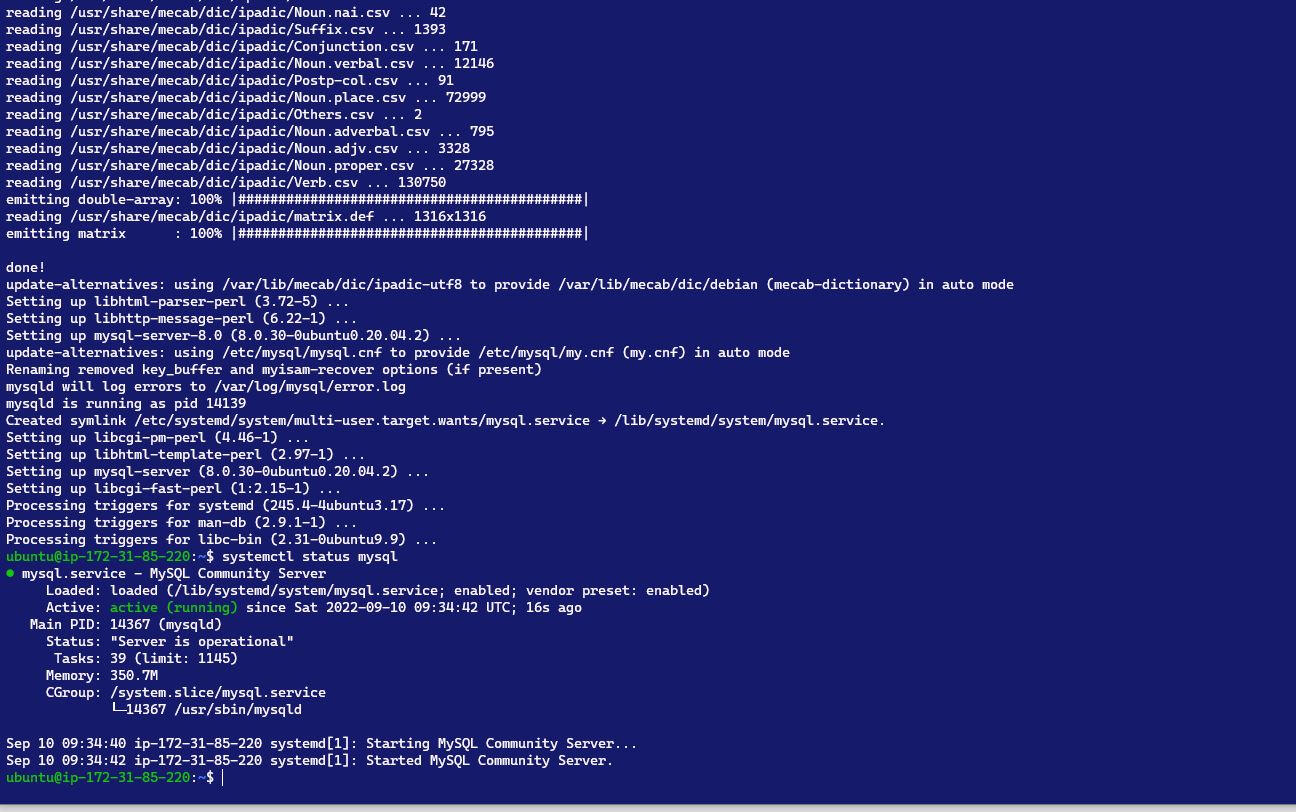 reading /usr/share/mecab/dic/ipadic/Noun.nai.csv ... 42
reading /usr/share/mecab/dic/ipadic/Suffix.csv ... 1393
reading /usr/share/mecab/dic/ipadic/Conjunction.csv ... 171
reading /usr/share/mecab/dic/ipadic/Noun.verbal.csv ... 12146
reading /usr/share/mecab/dic/ipadic/Postp-col.csv ... 91
reading /usr/share/mecab/dic/ipadic/Noun.place.csv ... 72999
reading /usr/share/mecab/dic/ipadic/Others.csv ... 2
reading /usr/share/mecab/dic/ipadic/Noun.adverbal.csv ... 795
reading /usr/share/mecab/dic/ipadic/Noun.adjv.csv ... 3328
reading /usr/share/mecab/dic/ipadic/Noun.proper.csv ... 27328
reading /usr/share/mecab/dic/ipadic/Verb.csv ... 130750
emitting double-array: 100% |###########################################|
reading /usr/share/mecab/dic/ipadic/matrix.def ... 1316x1316
emitting matrix      : 100% |###########################################|

done!
update-alternatives: using /var/lib/mecab/dic/ipadic-utf8 to provide /var/lib/mecab/dic/debian (mecab-dictionary) in auto mode
Setting up libhtml-parser-perl (3.72-5) ...
Setting up libhttp-message-perl (6.22-1) ...
Setting up mysql-server-8.0 (8.0.30-0ubuntu0.20.04.2) ...
update-alternatives: using /etc/mysql/mysql.cnf to provide /etc/mysql/my.cnf (my.cnf) in auto mode
Renaming removed key_buffer and myisam-recover options (if present)
mysqld will log errors to /var/log/mysql/error.log
mysqld is running as pid 14139
Created symlink /etc/systemd/system/multi-user.target.wants/mysql.service → /lib/systemd/system/mysql.service.
Setting up libcgi-pm-perl (4.46-1) ...
Setting up libhtml-template-perl (2.97-1) ...
Setting up mysql-server (8.0.30-0ubuntu0.20.04.2) ...
Setting up libcgi-fast-perl (1:2.15-1) ...
Processing triggers for systemd (245.4-4ubuntu3.17) ...
Processing triggers for man-db (2.9.1-1) ...
Processing triggers for libc-bin (2.31-0ubuntu9.9) ...
ubuntu@ip-172-31-85-220:~$ systemctl status mysql
● mysql.service - MySQL Community Server
     Loaded: loaded (/lib/systemd/system/mysql.service; enabled; vendor preset: enabled)
     Active: active (running) since Sat 2022-09-10 09:34:42 UTC; 16s ago
   Main PID: 14367 (mysqld)
     Status: "Server is operational"
      Tasks: 39 (limit: 1145)
     Memory: 350.7M
     CGroup: /system.slice/mysql.service
             └─14367 /usr/sbin/mysqld

Sep 10 09:34:40 ip-172-31-85-220 systemd[1]: Starting MySQL Community Server...
Sep 10 09:34:42 ip-172-31-85-220 systemd[1]: Started MySQL Community Server.
ubuntu@ip-172-31-85-220:~$